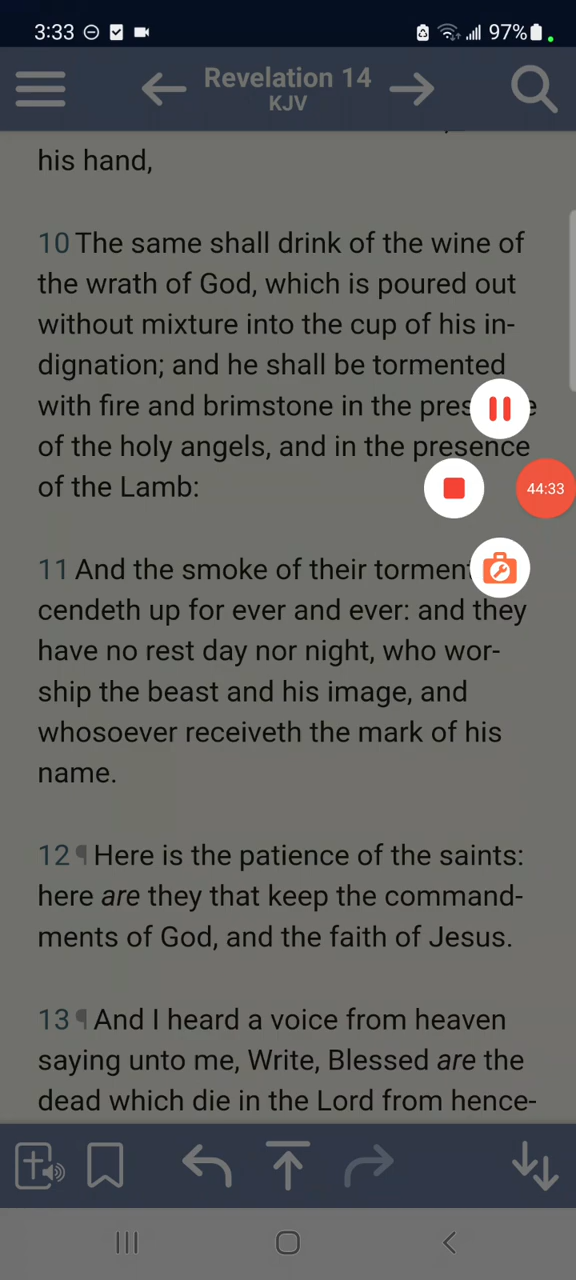 3:33 97%
Revelation 14
KJV
his hand,
10 The same shall drink of the wine of
the wrath of God, which is poured out
without mixture into the cup of his in-
dignation; and he shall be tormented
with fire and brimstone in the pres e
of the holy angels, and in the presence
of the Lamb:
44:33
11 And the smoke of their torment
cendeth up for ever and ever: and they
have no rest day nor night, who wor-
ship the beast and his image, and
whosoever receiveth the mark of his
name.
12 ¶ Here is the patience of the saints:
here are they that keep the command-
ments of God, and the faith of Jesus.
13 ¶ And I heard a voice from heaven
saying unto me, Write, Blessed are the
dead which die in the Lord from hence-